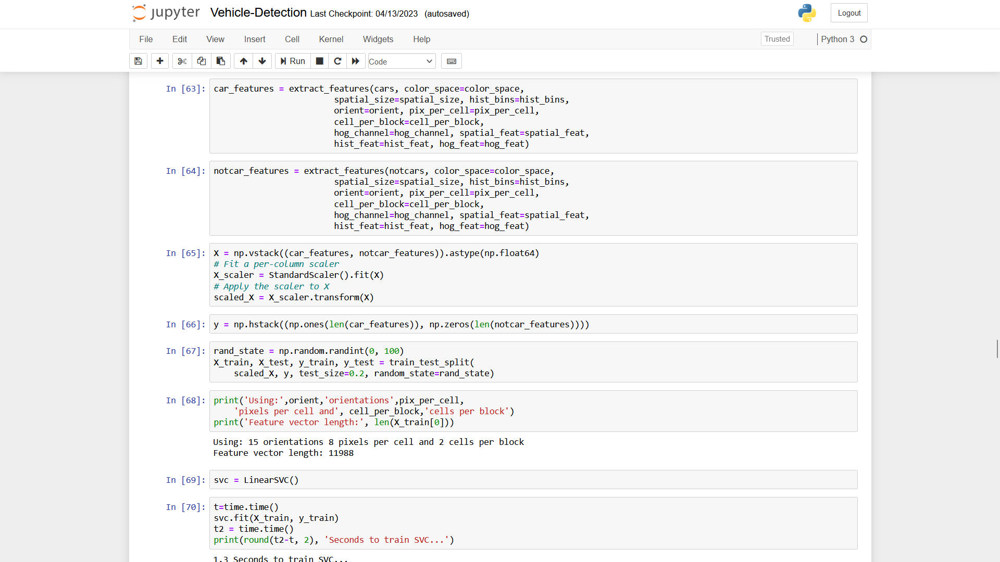 jupyter Vehicle-Detection Last Checkpoint: 04/13/2023 (autosaved) Logout
File Edit View Insert Cell Kernel Widgets Help Trusted Python 3
Run Code
In [63]: car_features = extract_features(cars, color_space=color_space,
spatial_size=spatial_size, hist_bins=hist_bins,
orient=orient, pix_per_cell=pix_per_cell,
cell_per_block=cell_per_block,
hog_channel=hog_channel, spatial_feat=spatial_feat,
hist_feat=hist_feat, hog_feat=hog_feat)
In [64]: notcar_features = extract_features(notcars, color_space=color_space,
spatial_size=spatial_size, hist_bins=hist_bins,
orient=orient, pix_per_cell=pix_per_cell,
cell_per_block=cell_per_block,
hog_channel=hog_channel, spatial_feat=spatial_feat,
hist_feat=hist_feat, hog_feat=hog_feat)
In [65]: X = np.vstack((car_features, notcar_features)).astype(np.float64)
# Fit a per-column scaler
X_scaler = StandardScaler().fit(X)
# Apply the scaler to X
scaled_X = X_scaler.transform(X)
In [66]: y = np.hstack((np.ones(len(car_features)), np.zeros(len(notcar_features))))
In [67]: rand_state = np.random.randint(0, 100)
X_train, X_test, y_train, y_test = train_test_split(
scaled_X, y, test_size=0.2, random_state=rand_state)
In [68]: print('Using:',orient,'orientations',pix_per_cell,
'pixels per cell and', cell_per_block,'cells per block')
print('Feature vector length:', len(X_train[0]))
Using: 15 orientations 8 pixels per cell and 2 cells per block
Feature vector length: 11988
In [69]: svc = LinearSVC()
In [70]: t=time.time()
svc.fit(X_train, y_train)
t2 = time.time()
print(round(t2-t, 2), 'Seconds to train SVC...')
1.3 Seconds to train SVC...